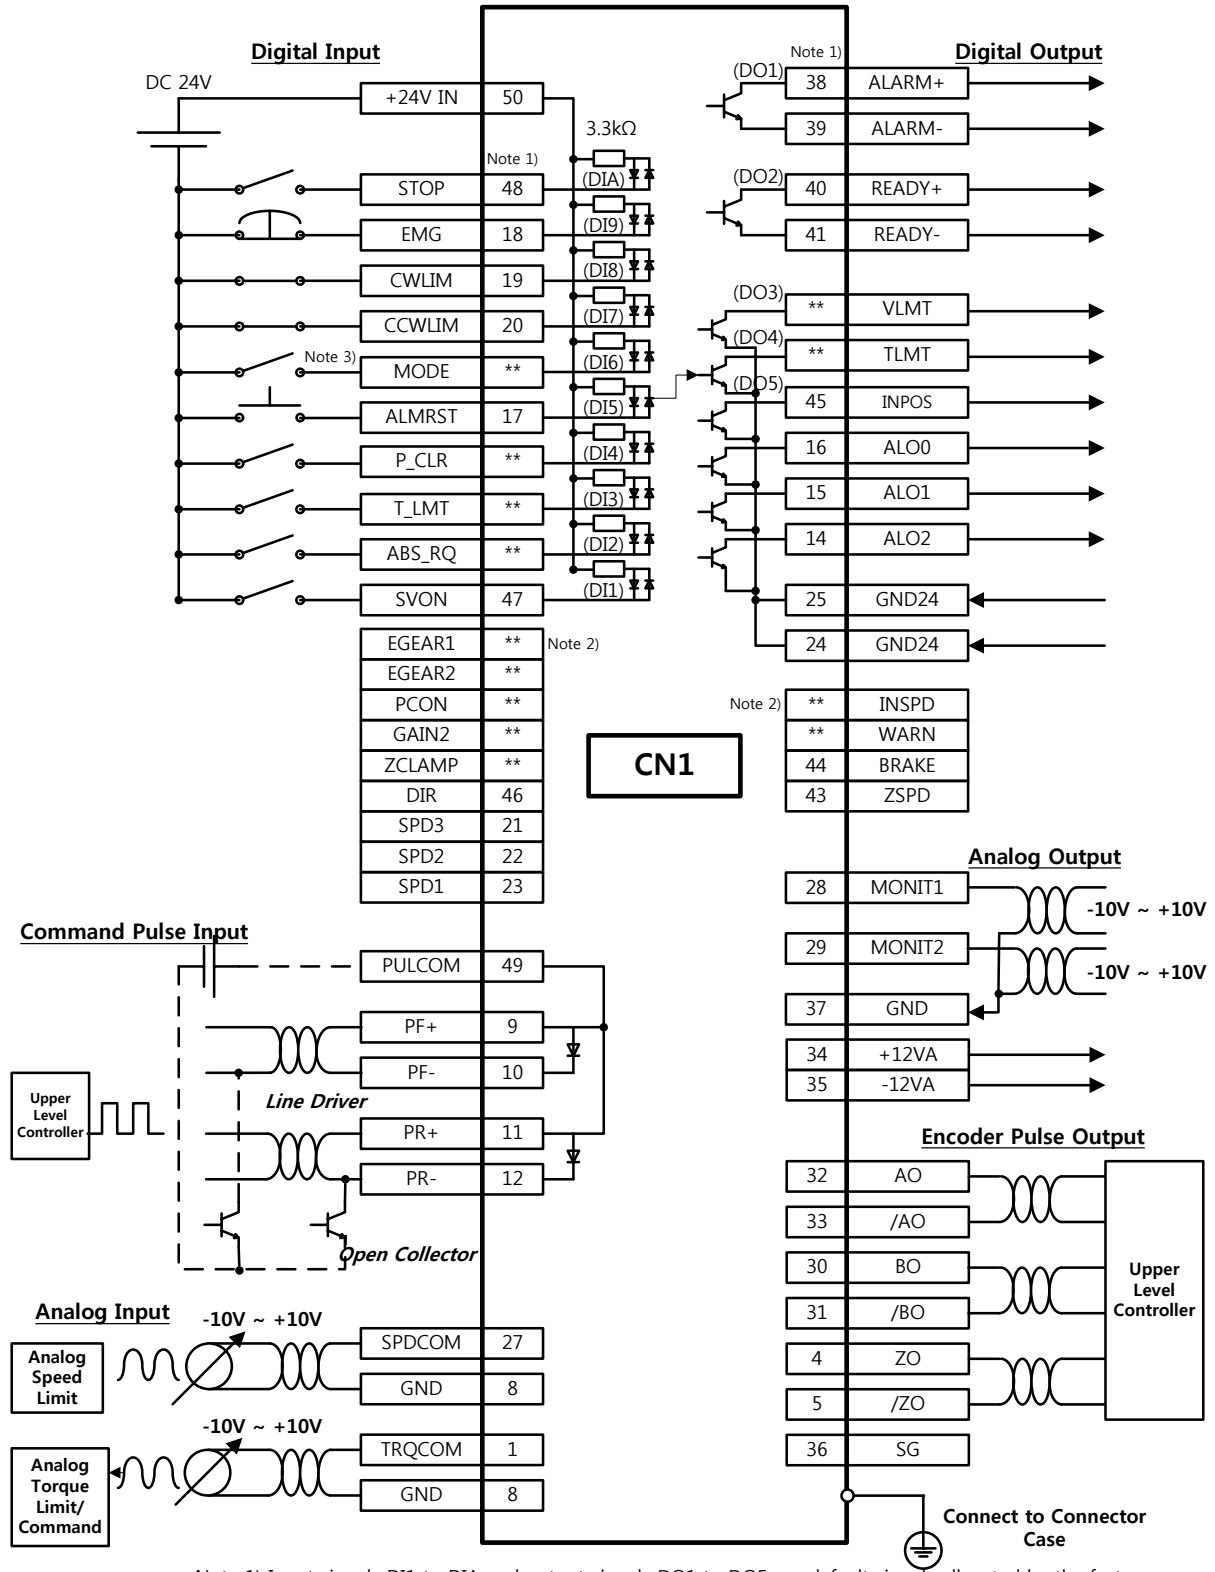 Digital Input
DC 24V
+24V IN 50
3.3kΩ
Note 1)
STOP 48 (DIA)
EMG 18 (DI9)
CWLIM 19 (DI8)
CCWLIM 20 (DI7)
Note 3) MODE ** (DI6)
ALMRST 17 (DI5)
P_CLR ** (DI4)
T_LMT ** (DI3)
ABS_RQ ** (DI2)
SVON 47 (DI1)
EGEAR1 ** Note 2)
EGEAR2 **
PCON **
GAIN2 **
ZCLAMP **
DIR 46
SPD3 21
SPD2 22
SPD1 23
CN1
Note 1) Digital Output
(DO1) 38 ALARM+
39 ALARM-
(DO2) 40 READY+
41 READY-
(DO3) ** VLMT
(DO4) ** TLMT
(DO5) 45 INPOS
16 ALO0
15 ALO1
14 ALO2
25 GND24
24 GND24
Note 2) ** INSPD
** WARN
44 BRAKE
43 ZSPD
Analog Output
28 MONIT1
-10V ~ +10V
29 MONIT2
-10V ~ +10V
37 GND
34 +12VA
35 -12VA
Command Pulse Input
PULCOM 49
PF+ 9
PF- 10
Line Driver
Upper
Level
Controller
PR+ 11
PR- 12
Open Collector
Encoder Pulse Output
32 AO
33 /AO
30 BO
31 /BO
4 ZO
5 /ZO
36 SG
Upper
Level
Controller
Analog Input
-10V ~ +10V
Analog
Speed
Limit
SPDCOM 27
GND 8
-10V ~ +10V
Analog
Torque
Limit/
Command
TRQCOM 1
GND 8
Connect to Connector
Case